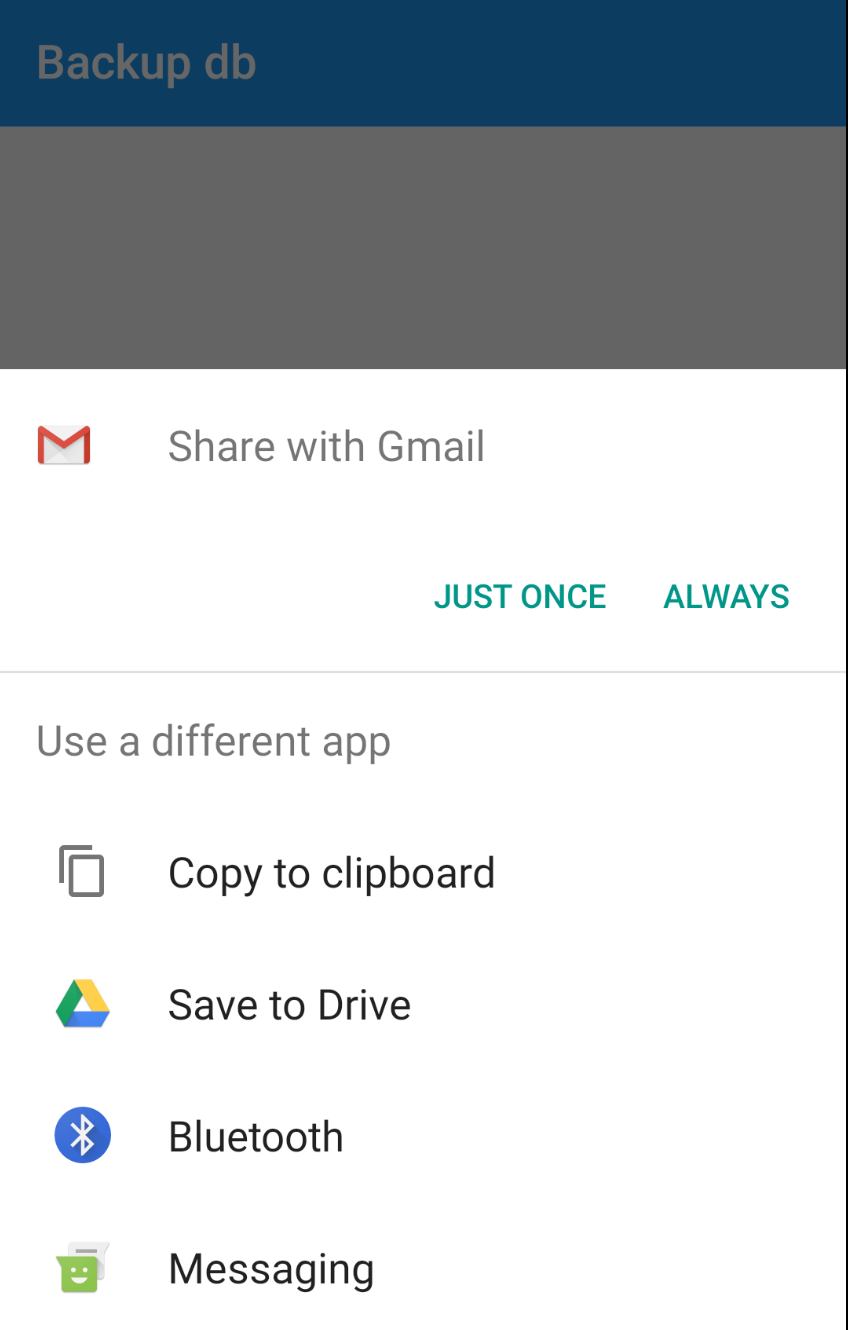 Backup db
Share with Gmail
JUST ONCE ALWAYS
Use a different app
Copy to clipboard
Save to Drive
Bluetooth
Messaging